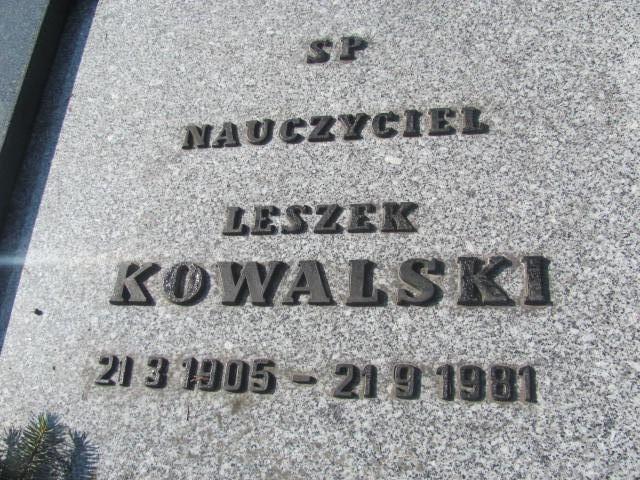 SP
NAUCZYCIEL
LESZEK
KOWALSKI
21 3 1905 - 21 9 1981